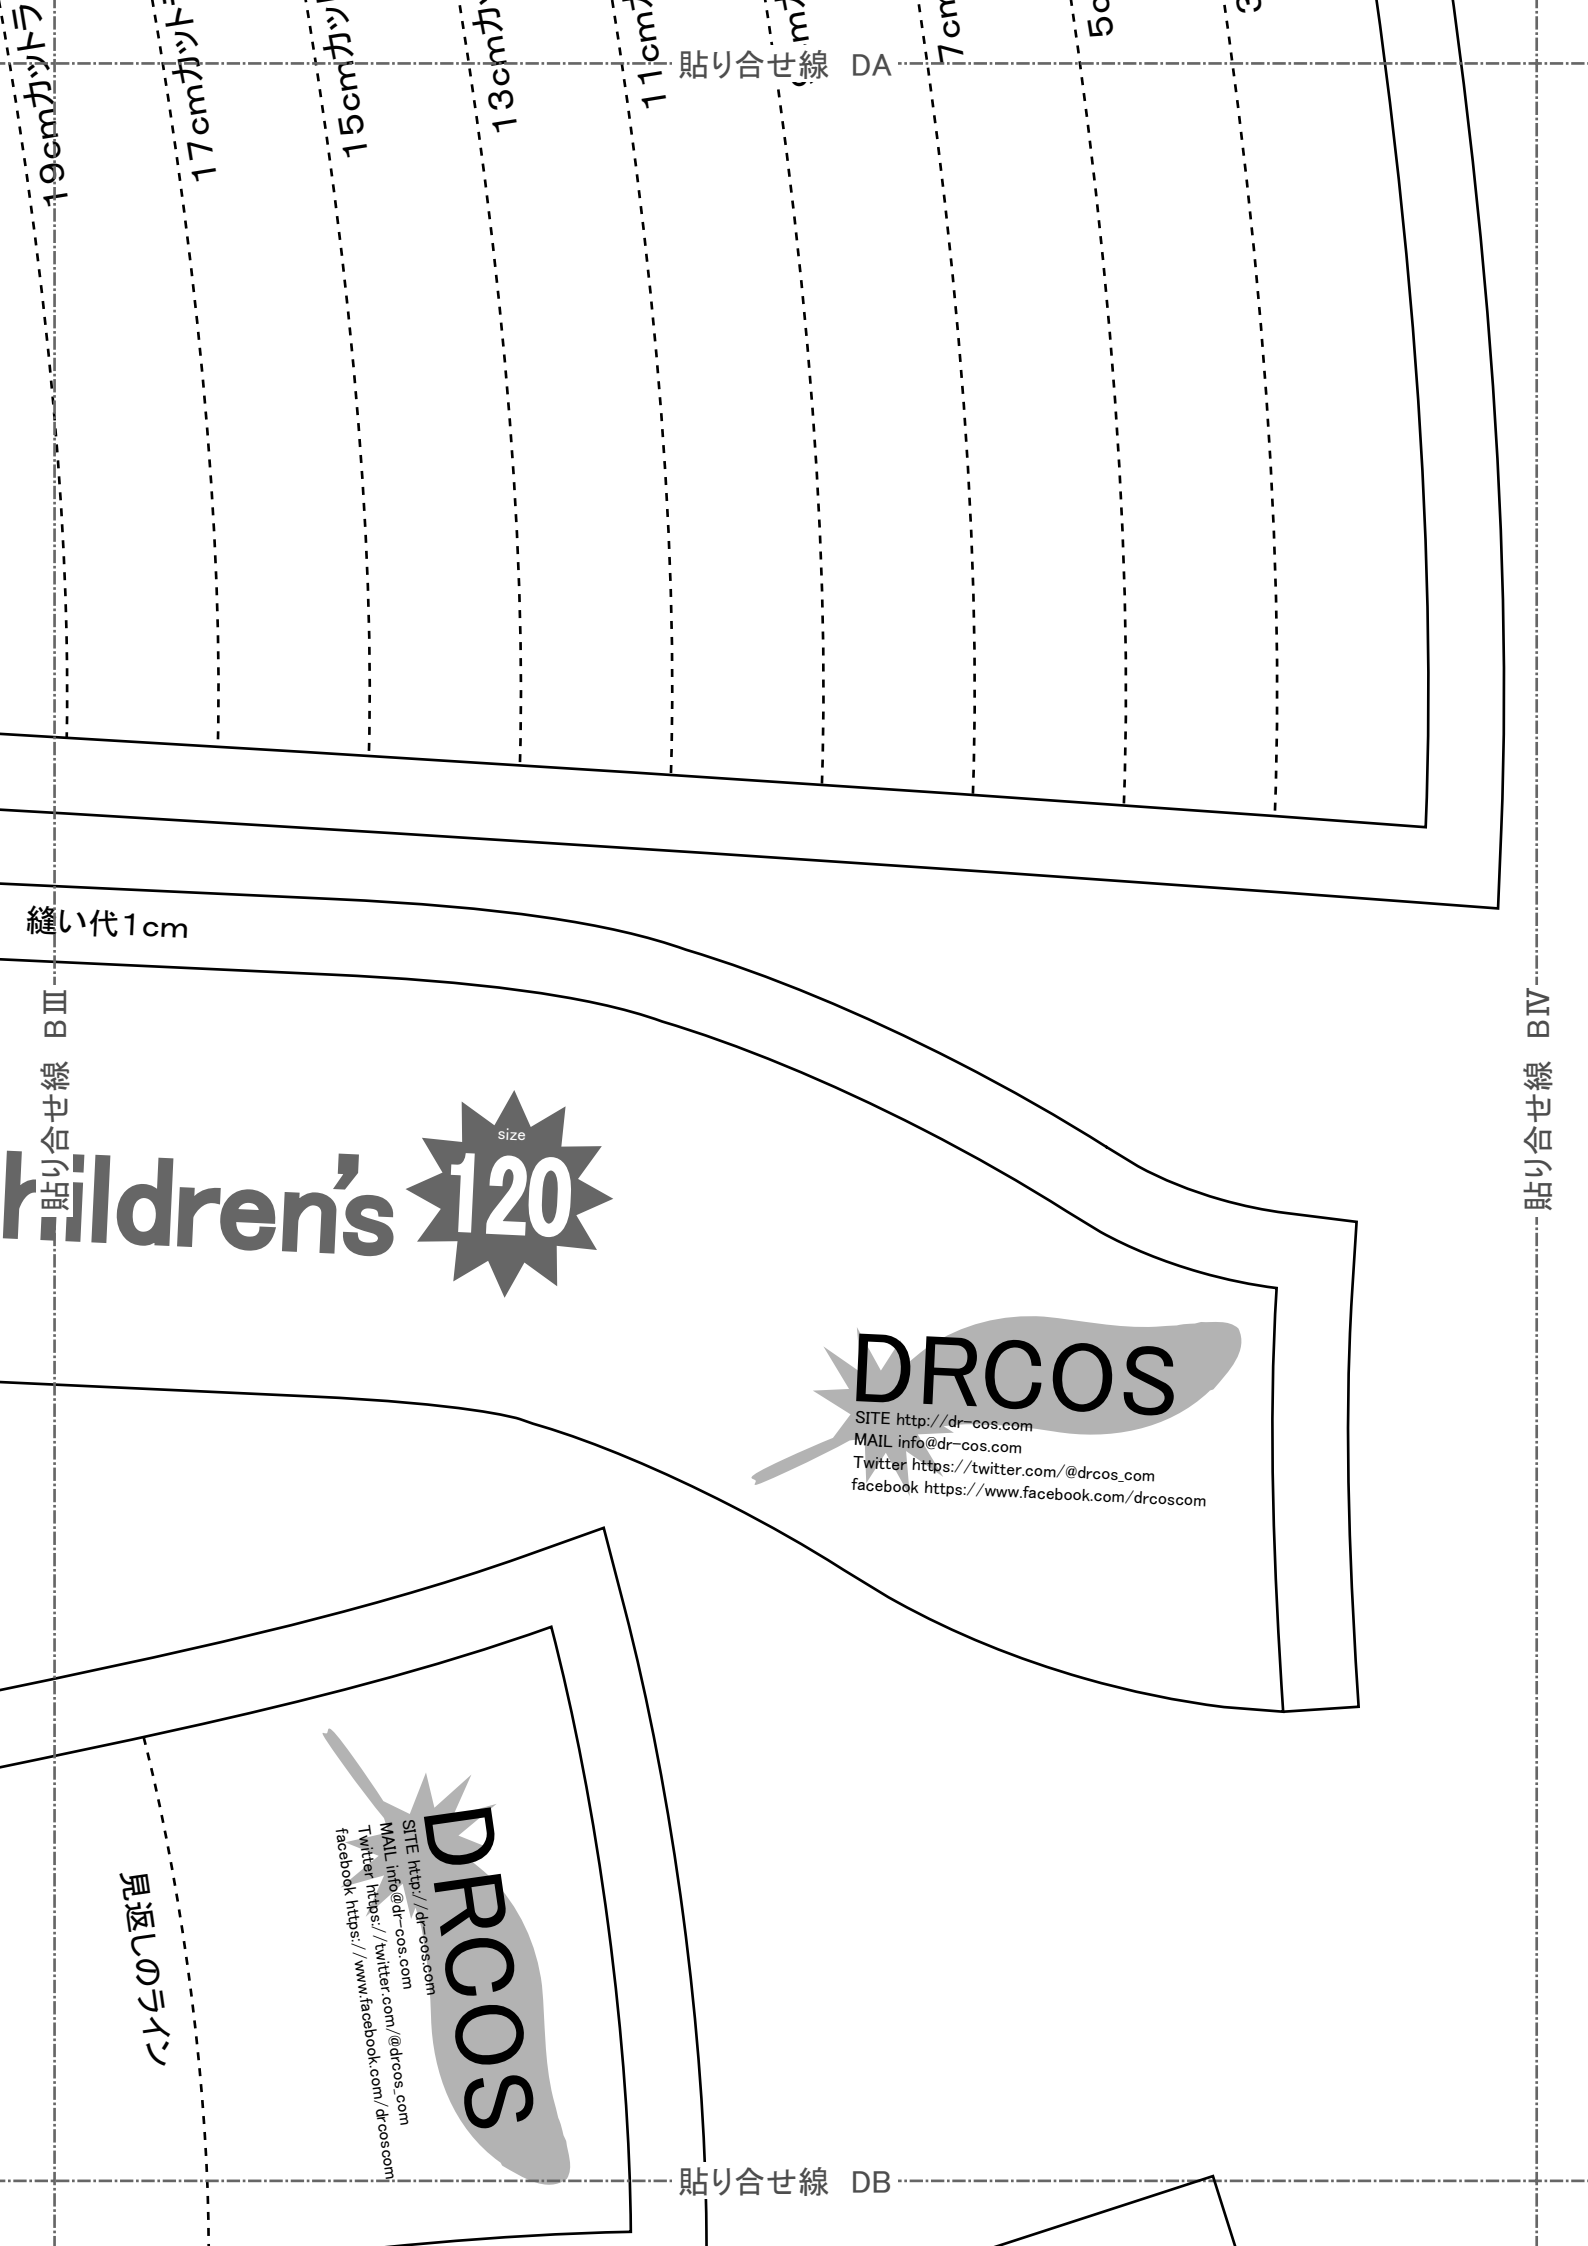 19cmカットラ
17cmカット
15cmカット
13cmカッ
11cm
7cm
貼り合せ線 DA
縫い代1cm
貼り合せ線 BⅢ
貼り合せ線 BⅣ
hildren's
size
120
DRCOS
SITE http://dr-cos.com
MAIL info@dr-cos.com
Twitter https://twitter.com/@drcos_com
facebook https://www.facebook.com/drcoscom
見返しのライン
DRCOS
SITE http://dr-cos.com
MAIL info@dr-cos.com
Twitter https://twitter.com/@drcos_com
facebook https://www.facebook.com/drcoscom
貼り合せ線 DB